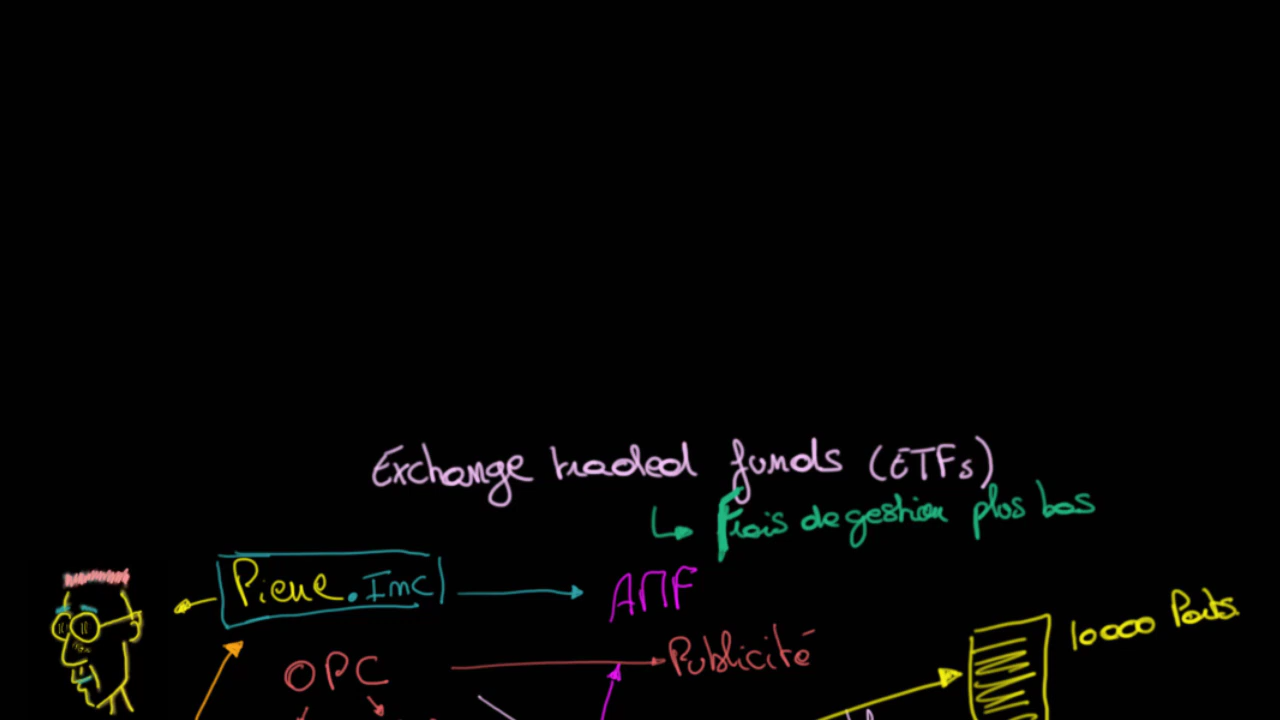 Exchange traded funds (ETFs)
↳ Frais de gestion plus bas
Pierre.Inc
AMF
10000 Parts
OPC
Publicité